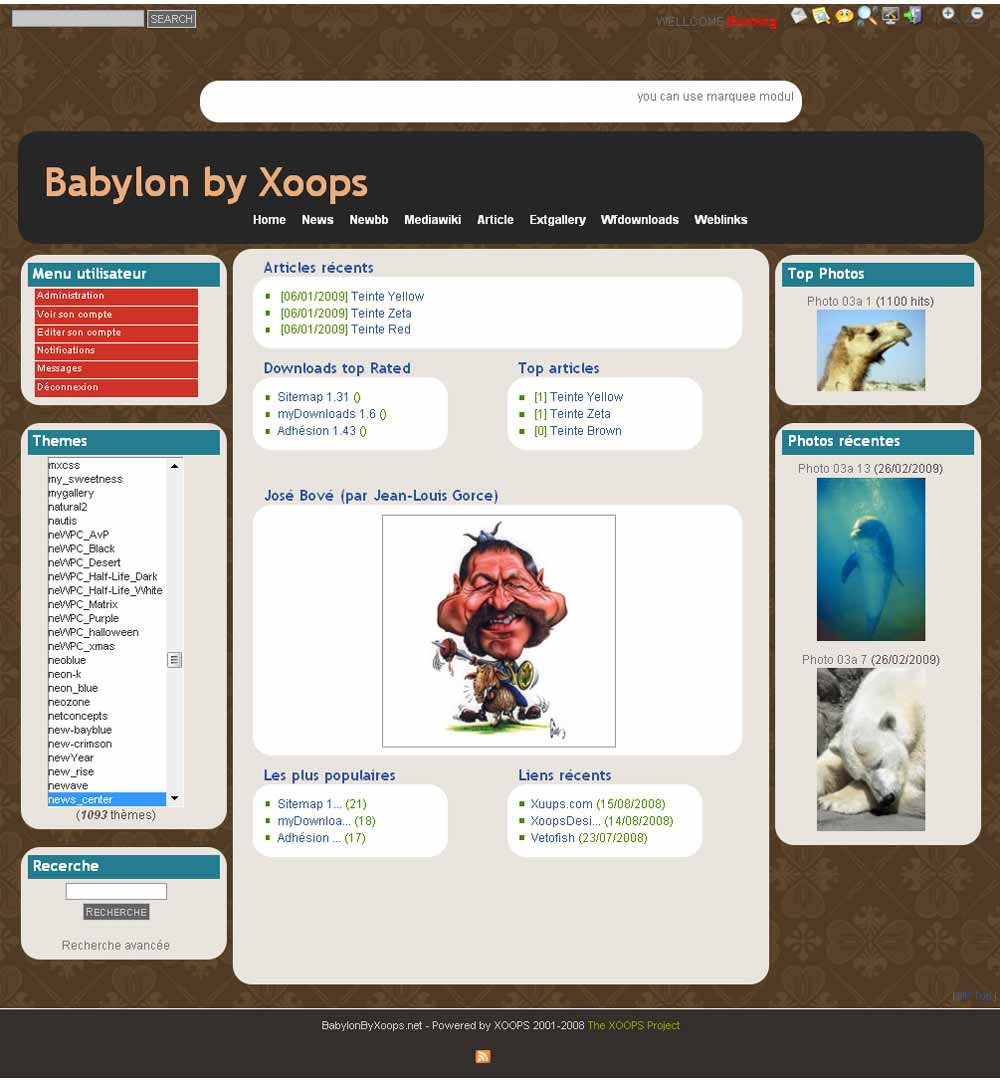 SEARCH
WELLCOME
you can use marquee modul
Babylon by Xoops
Home News Newbb Mediawiki Article Extgallery Wfdownloads Weblinks
Menu utilisateur
Administration
Voir son compte
Editer son compte
Notifications
Messages
Déconnexion
Themes
mxcss
my_sweetness
mygallery
natural2
nautis
neWPC_AvP
neWPC_Black
neWPC_Desert
neWPC_Half-Life_Dark
neWPC_Half-Life_White
neWPC_Matrix
neWPC_Purple
neWPC_halloween
neWPC_xmas
neoblue
neon-k
neon_blue
neozone
netconcepts
new-bayblue
new-crimson
newYear
new_rise
newave
news_center
(1093 thèmes)
Recerche
RECHERCHE
Recherche avancée
Articles récents
[06/01/2009] Teinte Yellow
[06/01/2009] Teinte Zeta
[06/01/2009] Teinte Red
Downloads top Rated
Sitemap 1.31 ()
myDownloads 1.6 ()
Adhésion 1.43 ()
Top articles
[1] Teinte Yellow
[1] Teinte Zeta
[0] Teinte Brown
José Bové (par Jean-Louis Gorce)
Les plus populaires
Sitemap 1... (21)
myDownloa... (18)
Adhésion ... (17)
Liens récents
Xuups.com (15/08/2008)
XoopsDesi... (14/08/2008)
Vetofish (23/07/2008)
Top Photos
Photo 03a 1 (1100 hits)
Photos récentes
Photo 03a 13 (26/02/2009)
Photo 03a 7 (26/02/2009)
BabylonByXoops.net - Powered by XOOPS 2001-2008 The XOOPS Project